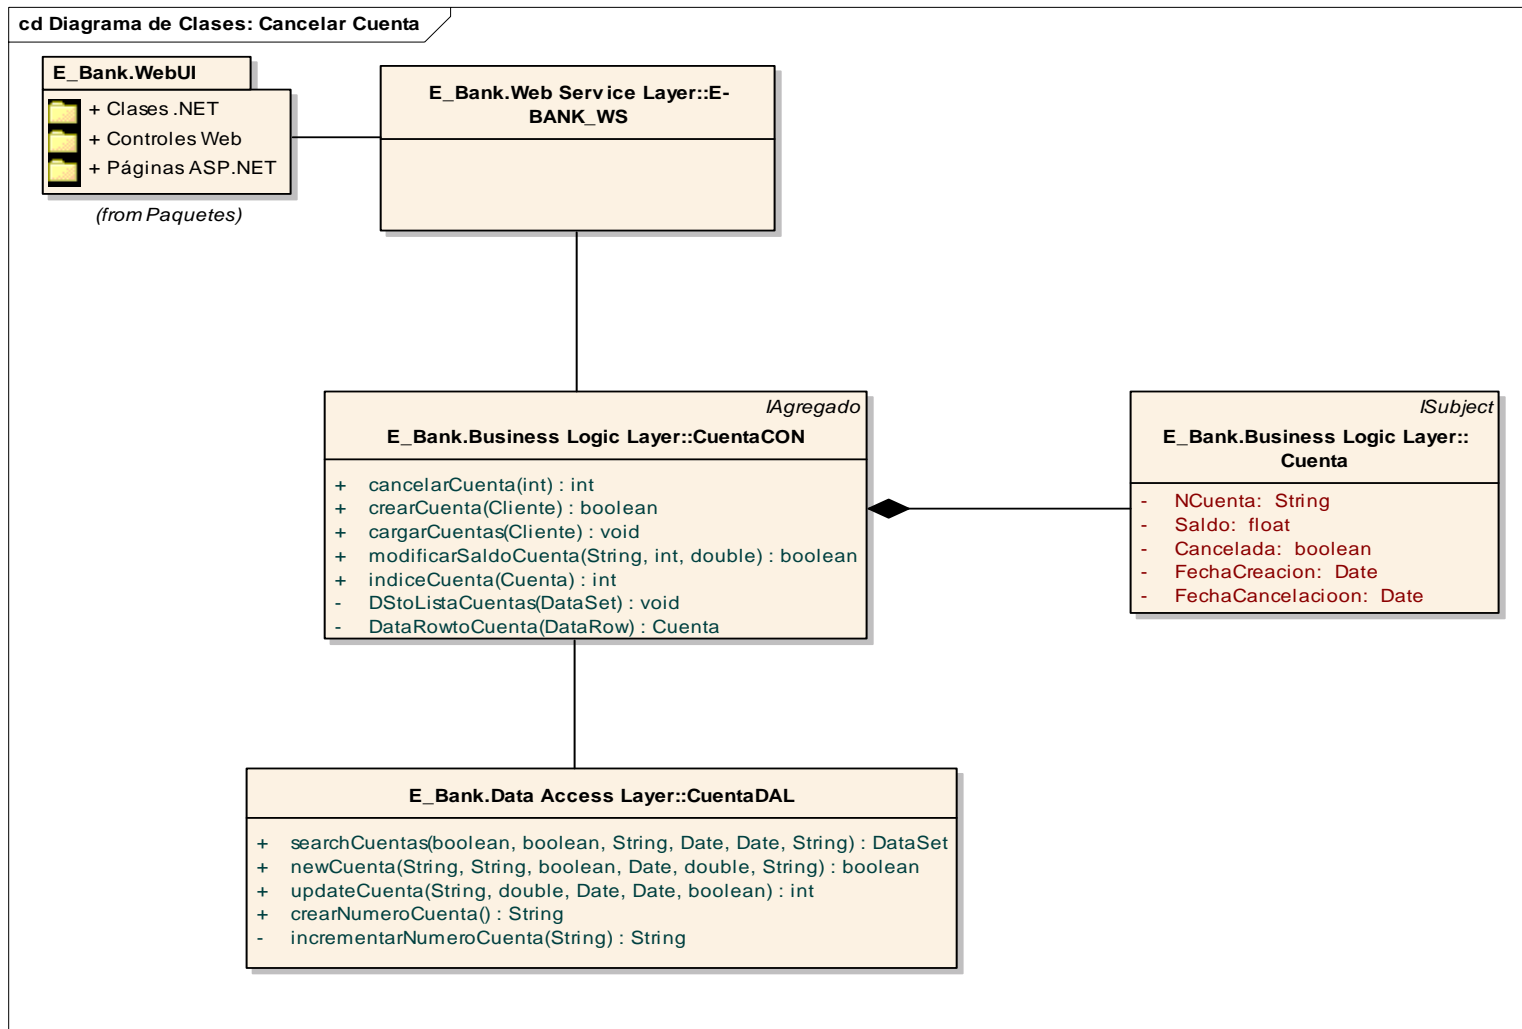 cd Diagrama de Clases: Cancelar Cuenta
E_Bank.WebUI
+ Clases .NET
+ Controles Web
+ Páginas ASP.NET
(from Paquetes)
E_Bank.Web Service Layer::E-
BANK_WS
IAgregado
E_Bank.Business Logic Layer::CuentaCON
+ cancelarCuenta(int) : int
+ crearCuenta(Cliente) : boolean
+ cargarCuentas(Cliente) : void
+ modificarSaldoCuenta(String, int, double) : boolean
+ indiceCuenta(Cuenta) : int
- DStoListaCuentas(DataSet) : void
- DataRowtoCuenta(DataRow) : Cuenta
ISubject
E_Bank.Business Logic Layer::
Cuenta
- NCuenta: String
- Saldo: float
- Cancelada: boolean
- FechaCreacion: Date
- FechaCancelacioon: Date
E_Bank.Data Access Layer::CuentaDAL
+ searchCuentas(boolean, boolean, String, Date, Date, String) : DataSet
+ newCuenta(String, String, boolean, Date, double, String) : boolean
+ updateCuenta(String, double, Date, Date, boolean) : int
+ crearNumeroCuenta() : String
- incrementarNumeroCuenta(String) : String